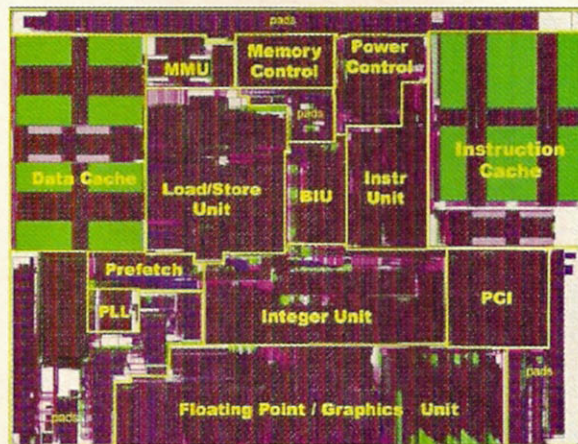 pads
MMU
Memory
Control
Power
Control
pads
Data Cache
Load/Store
Unit
BIU
Instr
Unit
Instruction
Cache
Prefetch
PLL
Integer Unit
PCI
pads
pads
Floating Point / Graphics Unit